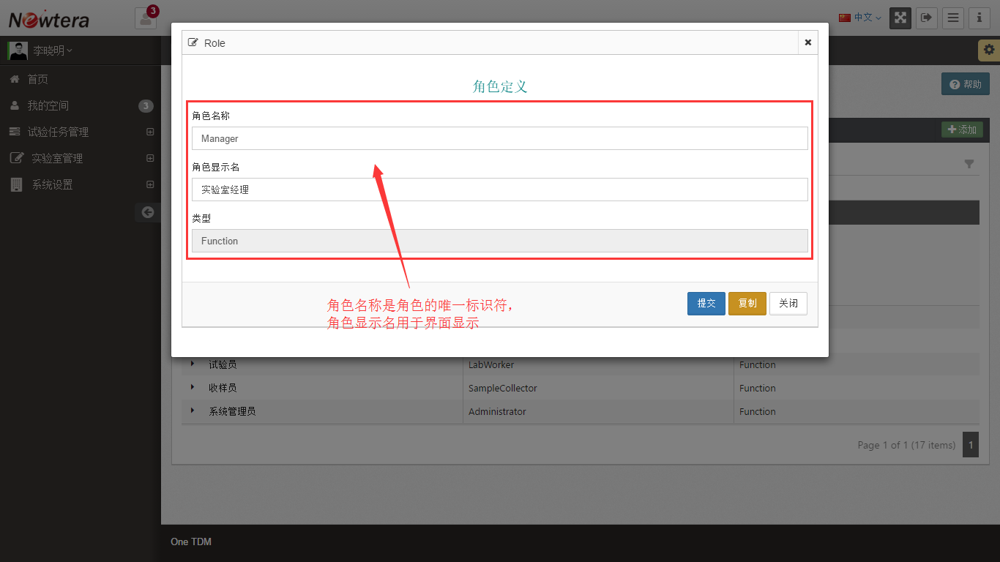 Newtera
3
中文
李晓明
首页
我的空间
3
试验任务管理
实验室管理
系统设置
帮助
添加
Role
角色定义
角色名称
Manager
角色显示名
实验室经理
类型
Function
角色名称是角色的唯一标识符，
角色显示名用于界面显示
提交
复制
关闭
试验员 LabWorker Function
收样员 SampleCollector Function
系统管理员 Administrator Function
Page 1 of 1 (17 items) 1
One TDM